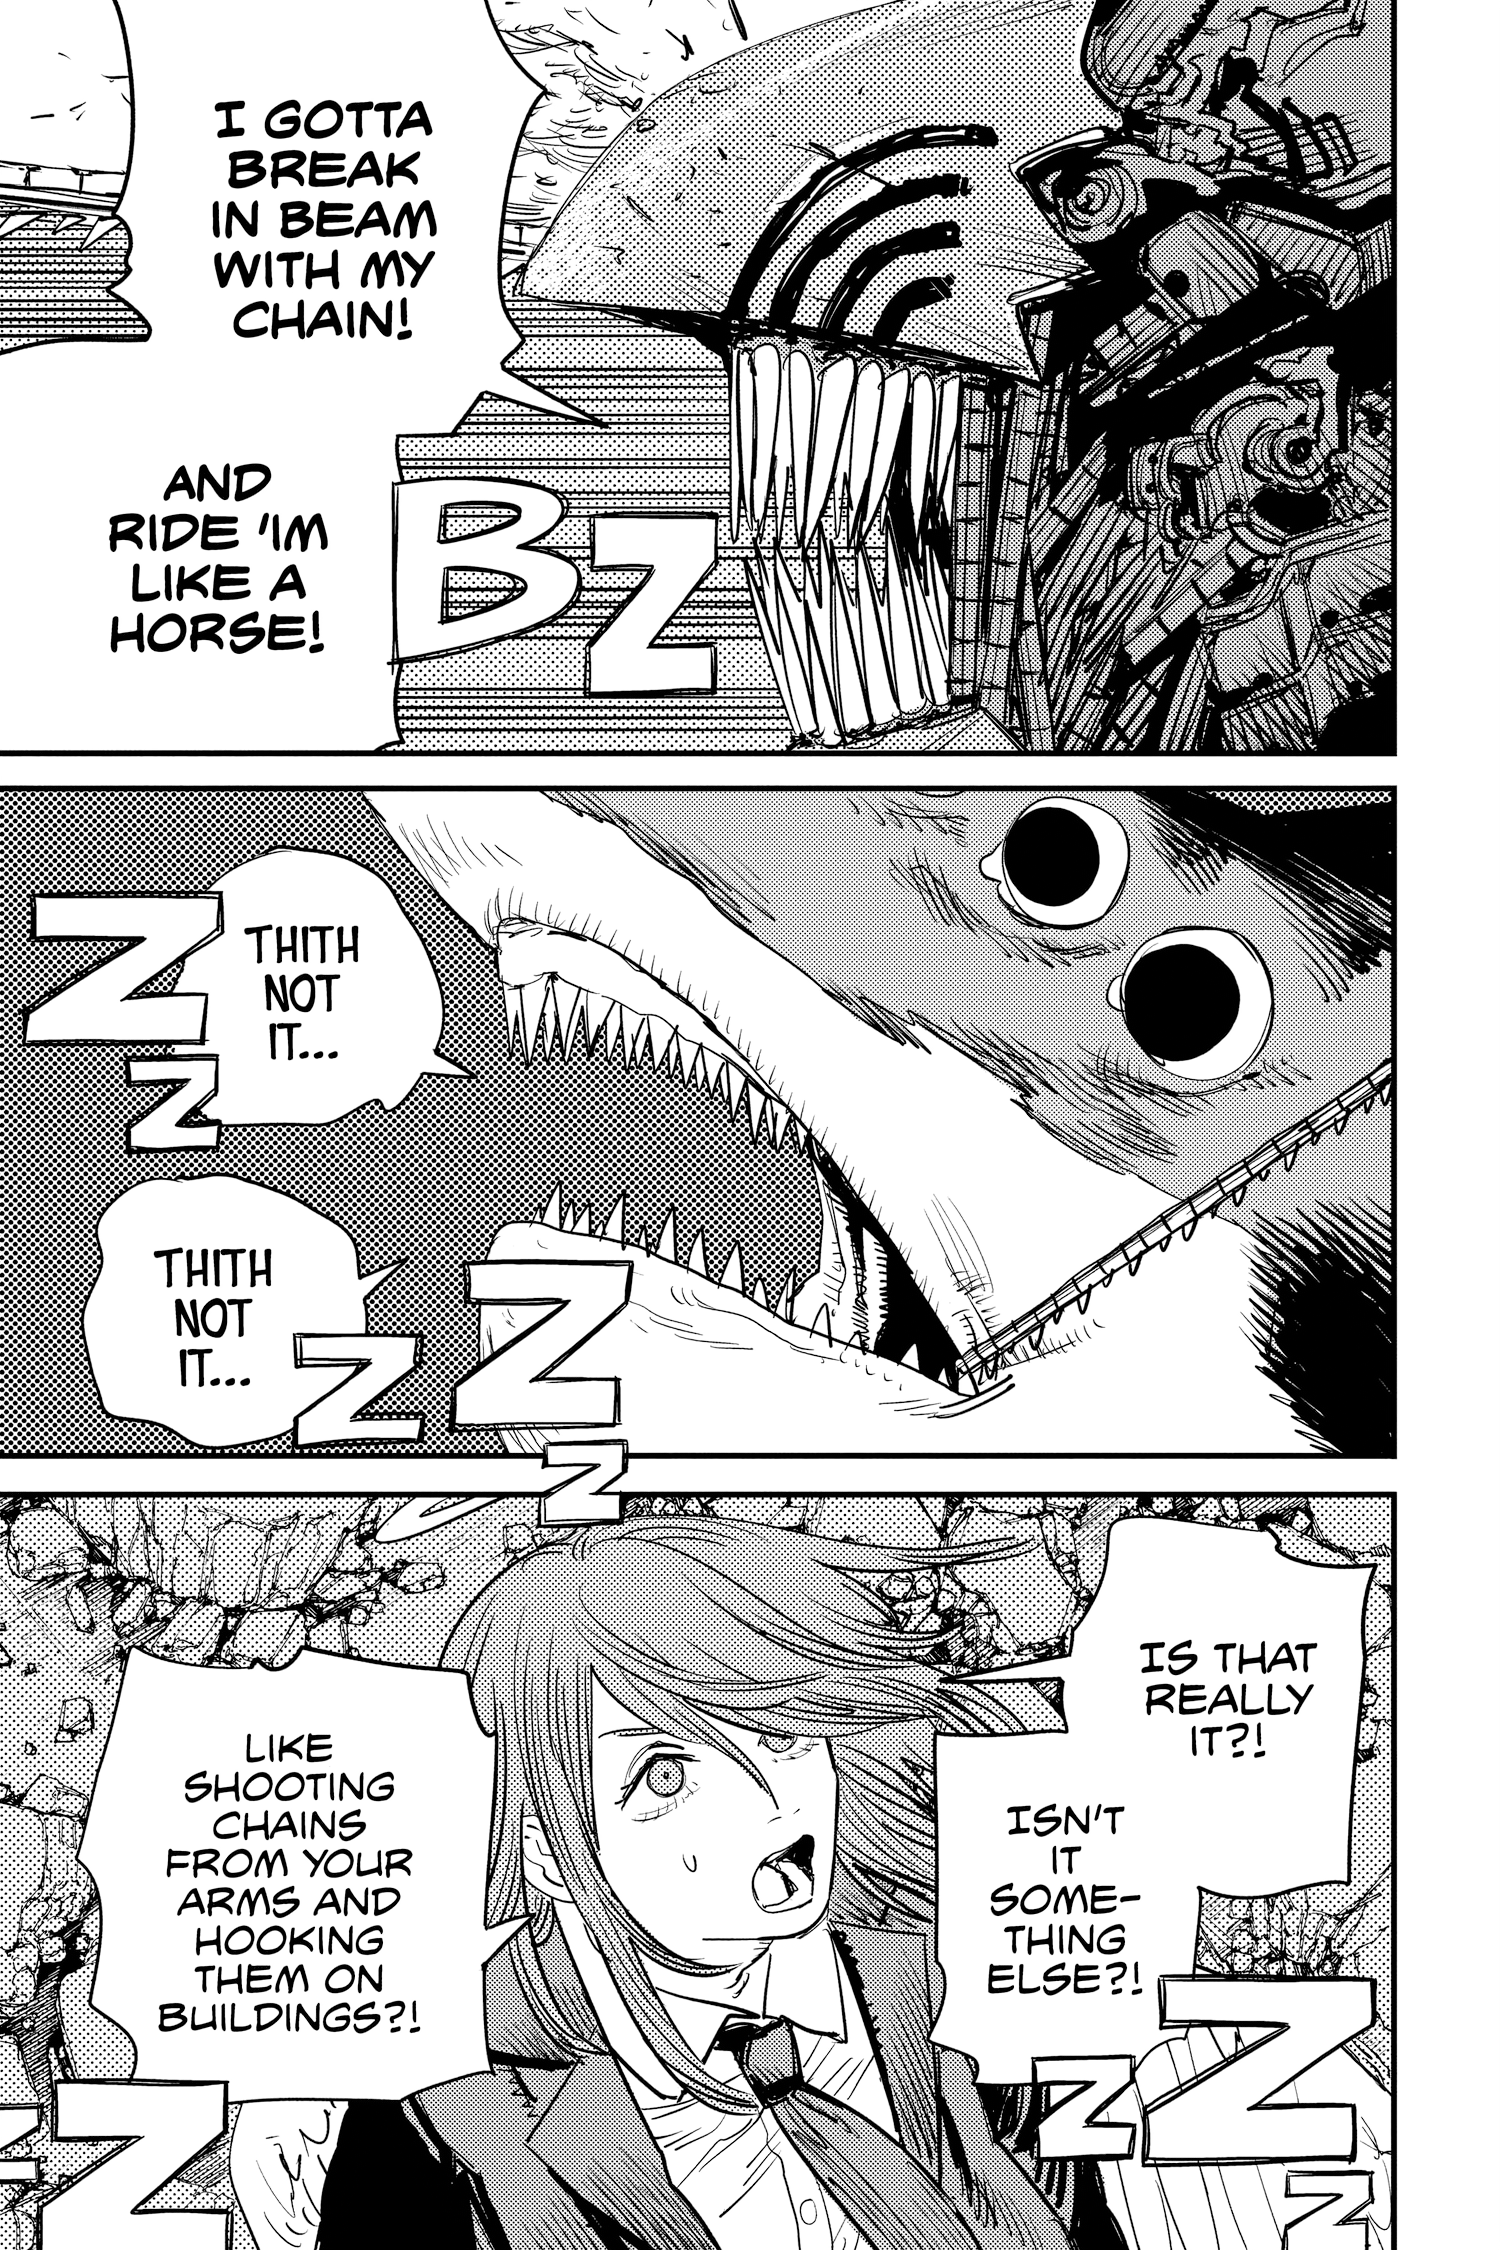 I GOTTA
BREAK
IN BEAM
WITH MY
CHAIN!
AND
RIDE 'IM
LIKE A
HORSE!
BZ
THITH
NOT
IT...
ZZ
THITH
NOT
IT...
ZZZ
IS THAT
REALLY
IT?!
ISN'T
IT
SOME-
THING
ELSE?!
LIKE
SHOOTING
CHAINS
FROM YOUR
ARMS AND
HOOKING
THEM ON
BUILDINGS?!
ZZZ
ZZ